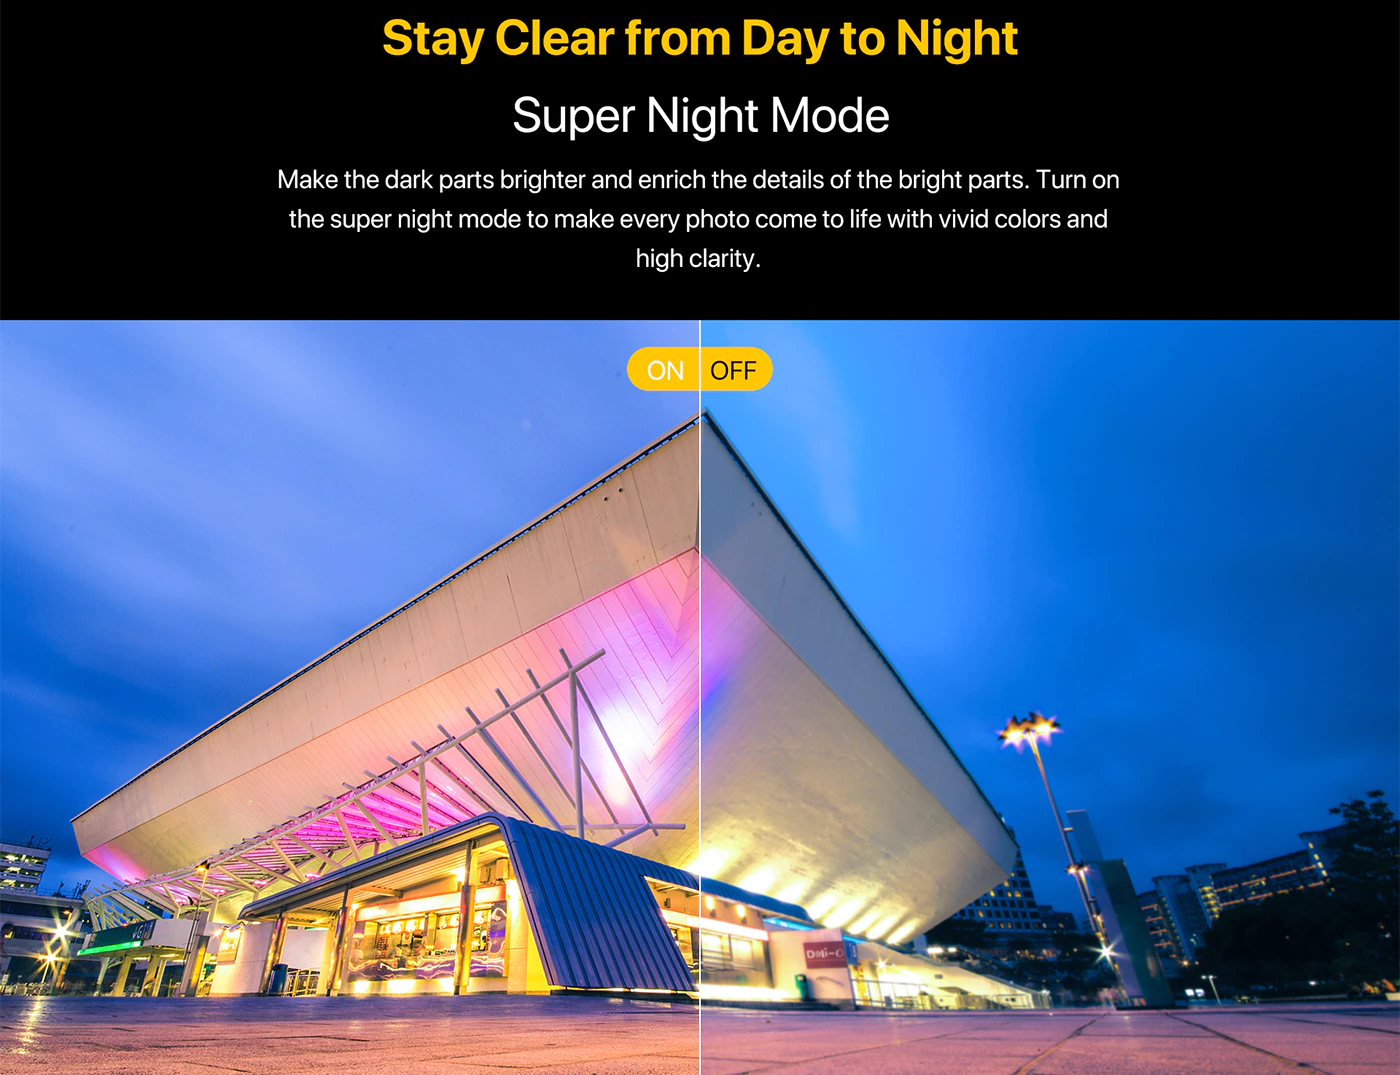 Stay Clear from Day to Night
Super Night Mode
Make the dark parts brighter and enrich the details of the bright parts. Turn on
the super night mode to make every photo come to life with vivid colors and
high clarity.
ON OFF
Deli-O